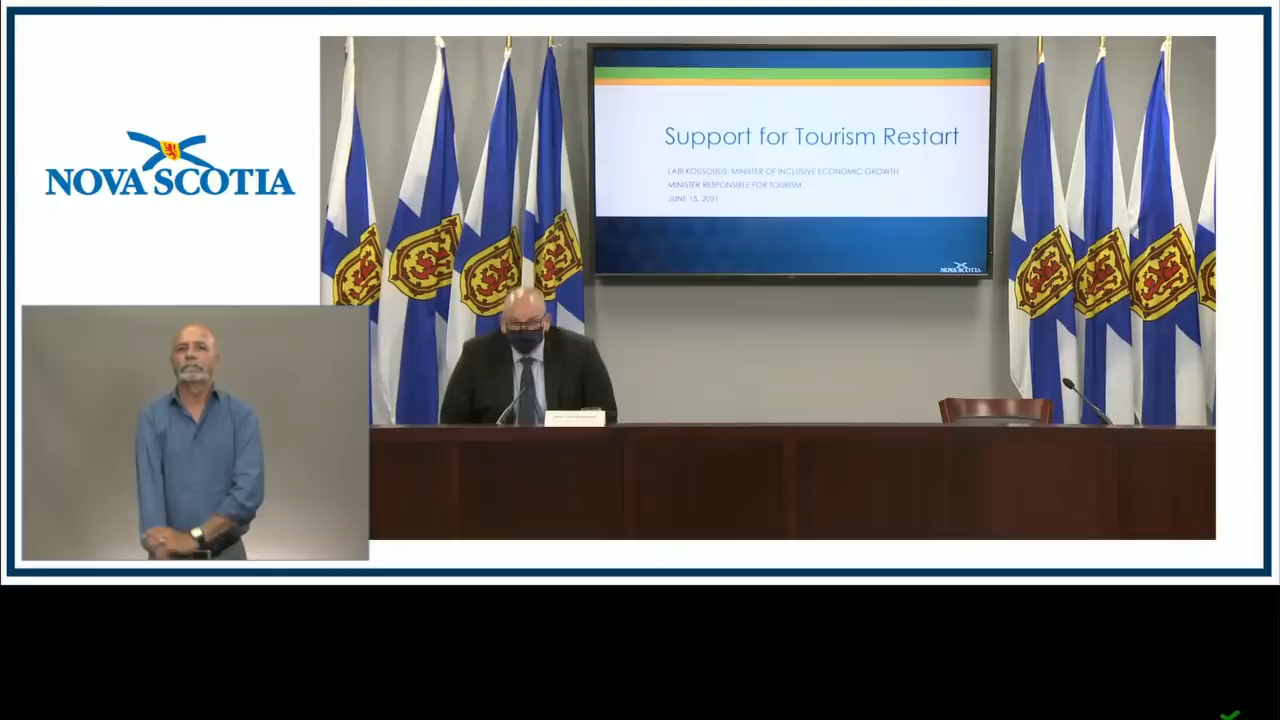 NOVA SCOTIA
Support for Tourism Restart
LABI KOUSOULIS, MINISTER OF INCLUSIVE ECONOMIC GROWTH
MINISTER RESPONSIBLE FOR TOURISM
JUNE 15, 2021
NOVA SCOTIA